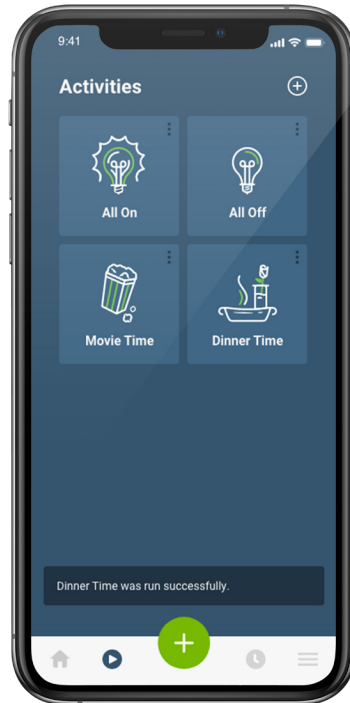 9:41
Activities
All On
All Off
Movie Time
Dinner Time
Dinner Time was run successfully.